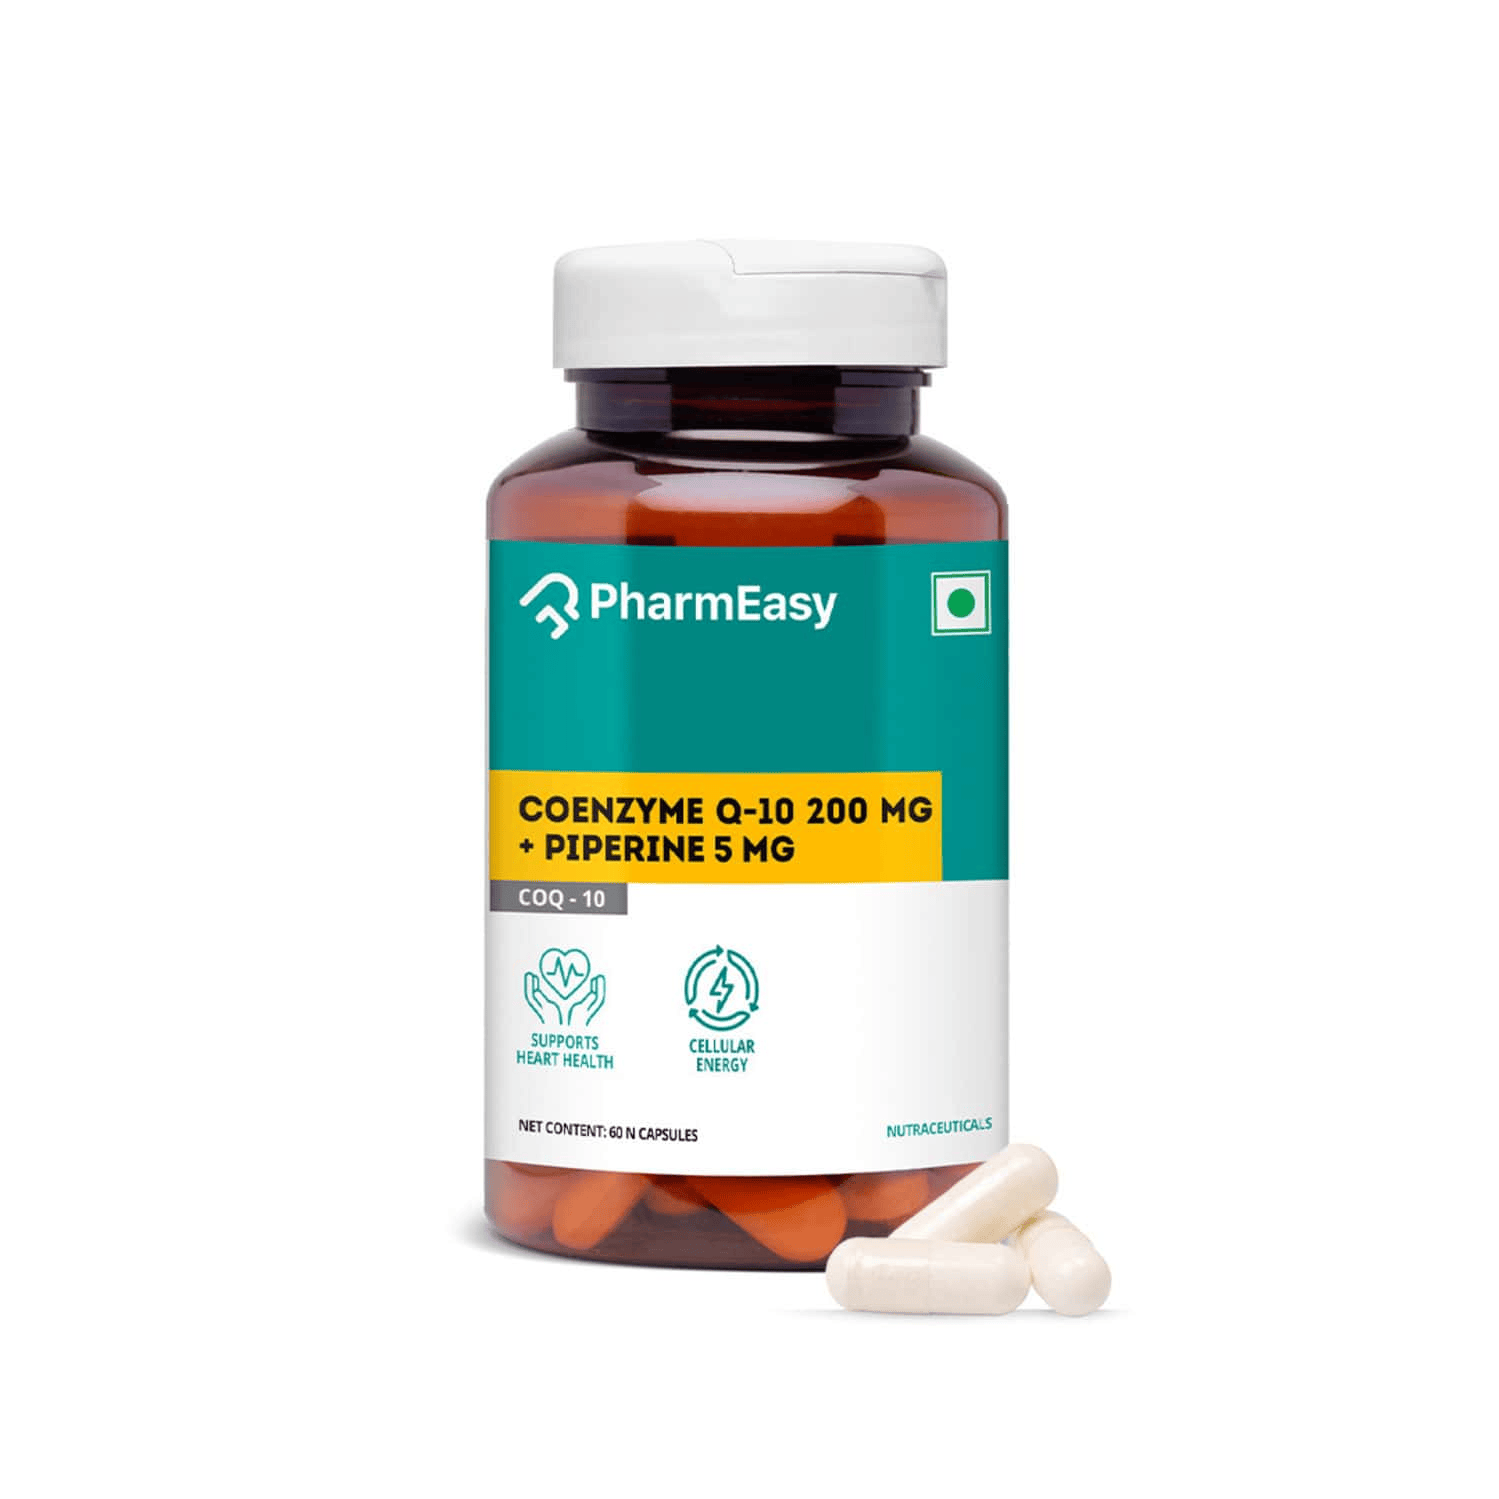 PharmEasy
COENZYME Q-10 200 MG
+ PIPERINE 5 MG
COQ - 10
SUPPORTS
HEART HEALTH
CELLULAR
ENERGY
NET CONTENT: 60 N CAPSULES
NUTRACEUTICALS